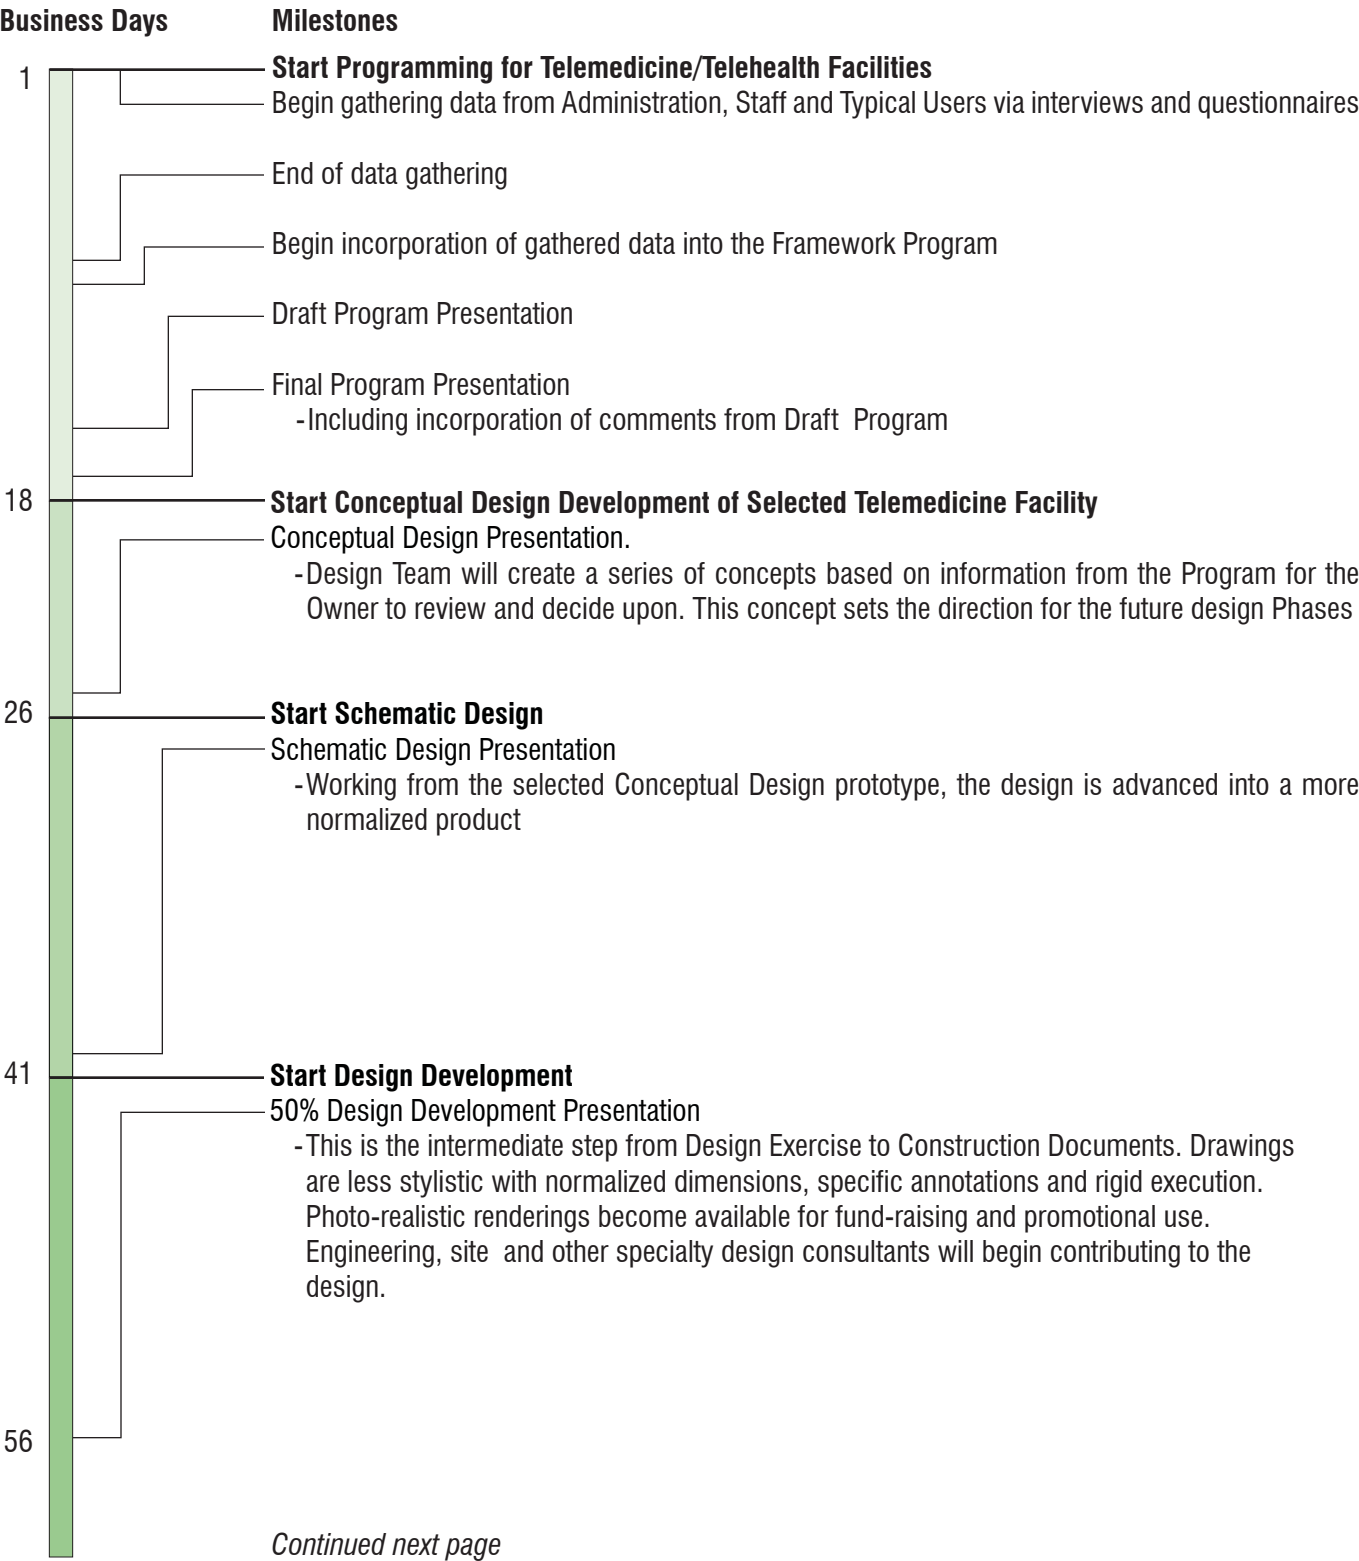 Business Days Milestones
1 Start Programming for Telemedicine/Telehealth Facilities
Begin gathering data from Administration, Staff and Typical Users via interviews and questionnaires
End of data gathering
Begin incorporation of gathered data into the Framework Program
Draft Program Presentation
Final Program Presentation
-Including incorporation of comments from Draft Program
18 Start Conceptual Design Development of Selected Telemedicine Facility
Conceptual Design Presentation.
-Design Team will create a series of concepts based on information from the Program for the
Owner to review and decide upon. This concept sets the direction for the future design Phases
26 Start Schematic Design
Schematic Design Presentation
-Working from the selected Conceptual Design prototype, the design is advanced into a more
normalized product
41 Start Design Development
50% Design Development Presentation
-This is the intermediate step from Design Exercise to Construction Documents. Drawings
are less stylistic with normalized dimensions, specific annotations and rigid execution.
Photo-realistic renderings become available for fund-raising and promotional use.
Engineering, site and other specialty design consultants will begin contributing to the
design.
56
Continued next page